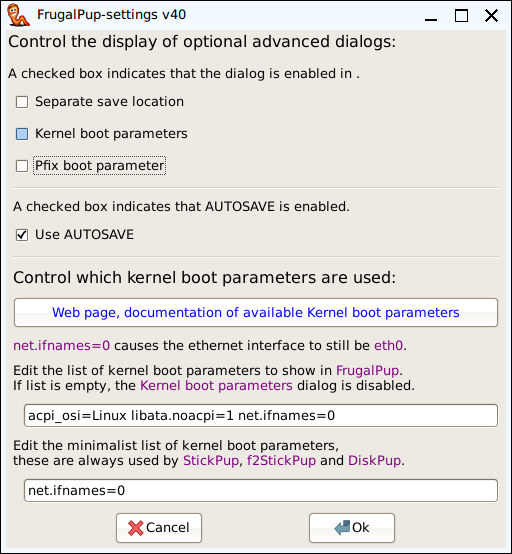 FrugalPup-settings v40
Control the display of optional advanced dialogs:
A checked box indicates that the dialog is enabled in .
Separate save location
Kernel boot parameters
Pfix boot parameter
A checked box indicates that AUTOSAVE is enabled.
Use AUTOSAVE
Control which kernel boot parameters are used:
Web page, documentation of available Kernel boot parameters
net.ifnames=0 causes the ethernet interface to still be eth0.
Edit the list of kernel boot parameters to show in FrugalPup.
If list is empty, the Kernel boot parameters dialog is disabled.
acpi_osi=Linux libata.noacpi=1 net.ifnames=0
Edit the minimalist list of kernel boot parameters,
these are always used by StickPup, f2StickPup and DiskPup.
net.ifnames=0
Cancel Ok